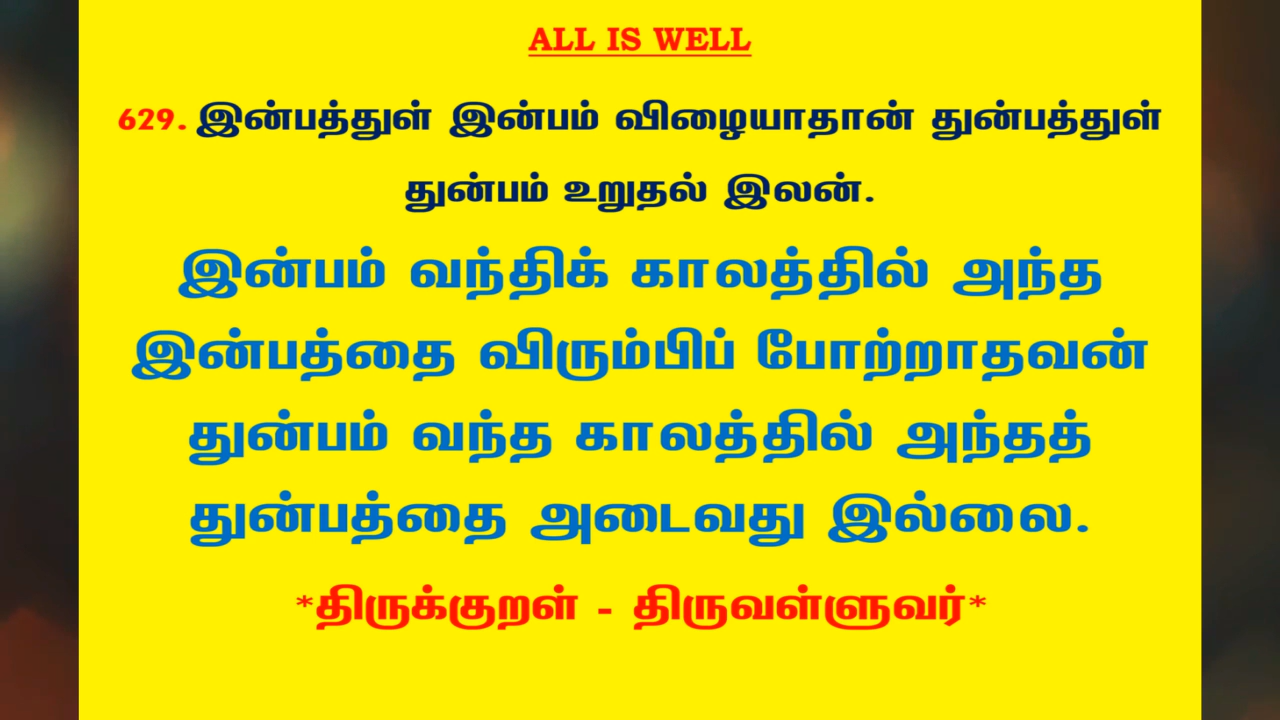 ALL IS WELL
629. இன்பத்துள் இன்பம் விழையாதான் துன்பத்துள்
துன்பம் உறுதல் இலன்.
இன்பம் வந்திக் காலத்தில் அந்த
இன்பத்தை விரும்பிப் போற்றாதவன்
துன்பம் வந்த காலத்தில் அந்தத்
துன்பத்தை அடைவது இல்லை.
*திருக்குறள் - திருவள்ளுவர்*